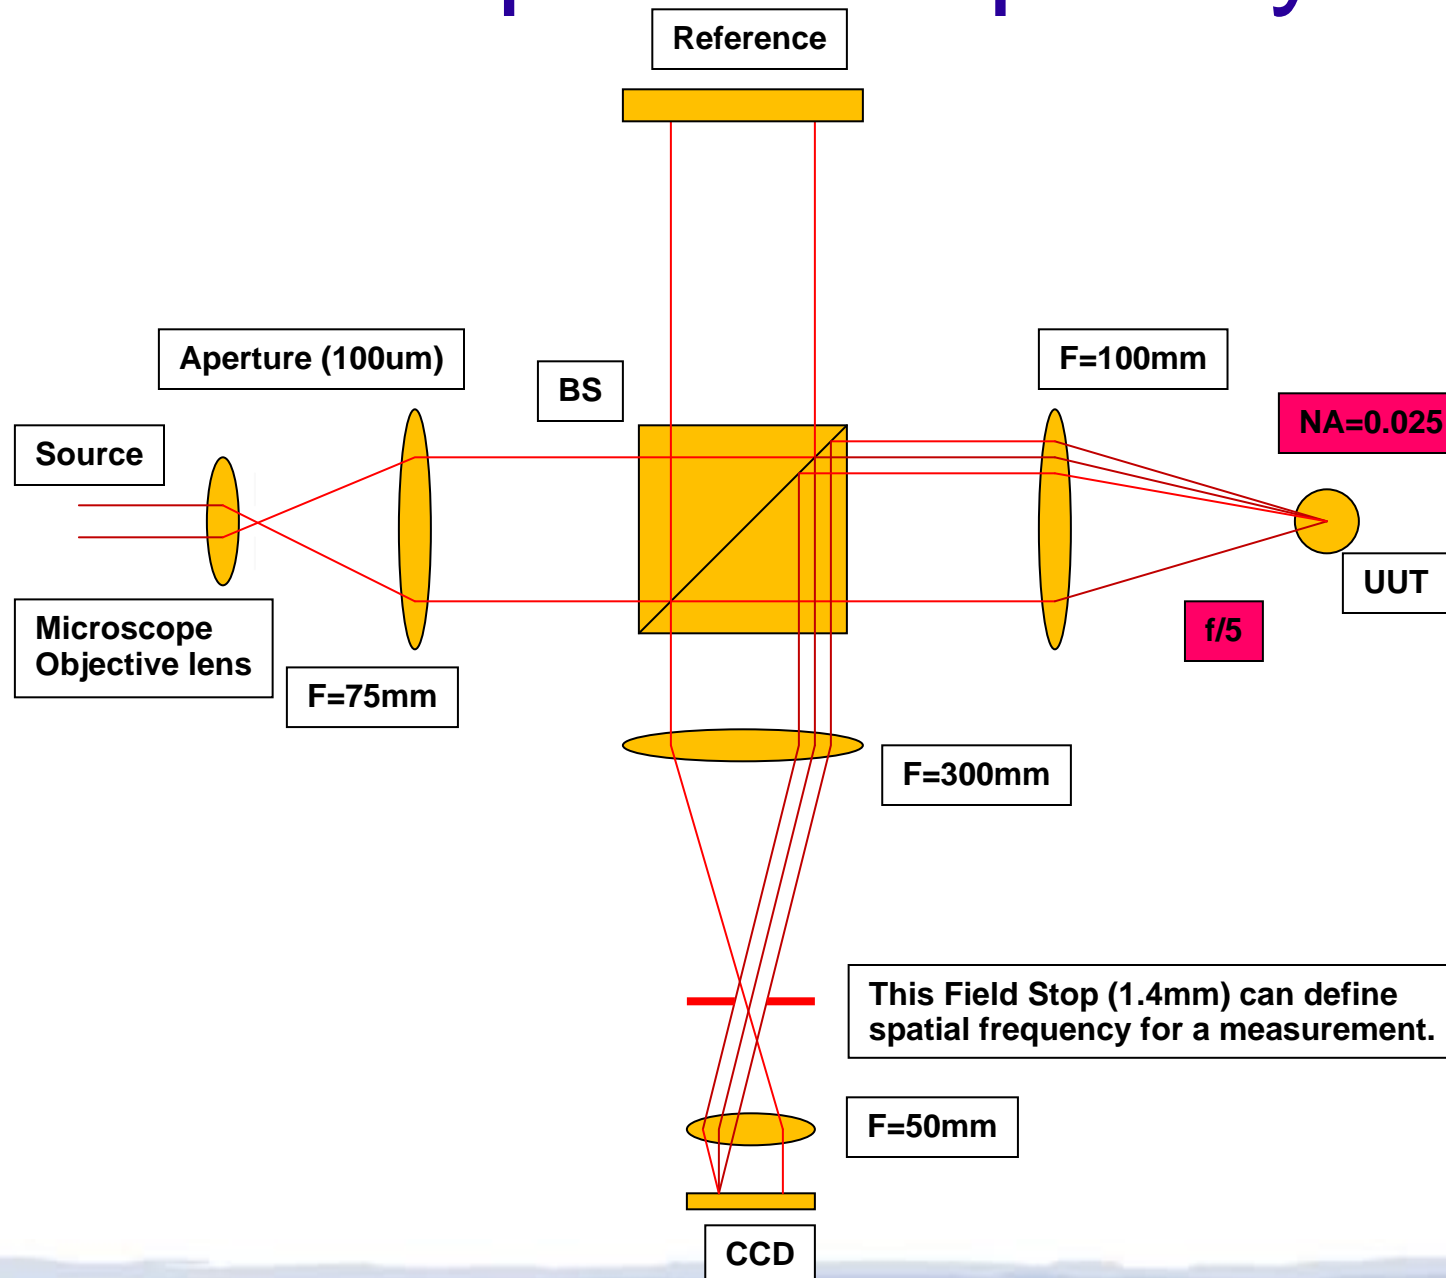 Reference
Aperture (100um)
F=100mm
BS
NA=0.025
Source
UUT
Microscope
Objective lens
f/5
F=75mm
F=300mm
This Field Stop (1.4mm) can define
spatial frequency for a measurement.
F=50mm
CCD